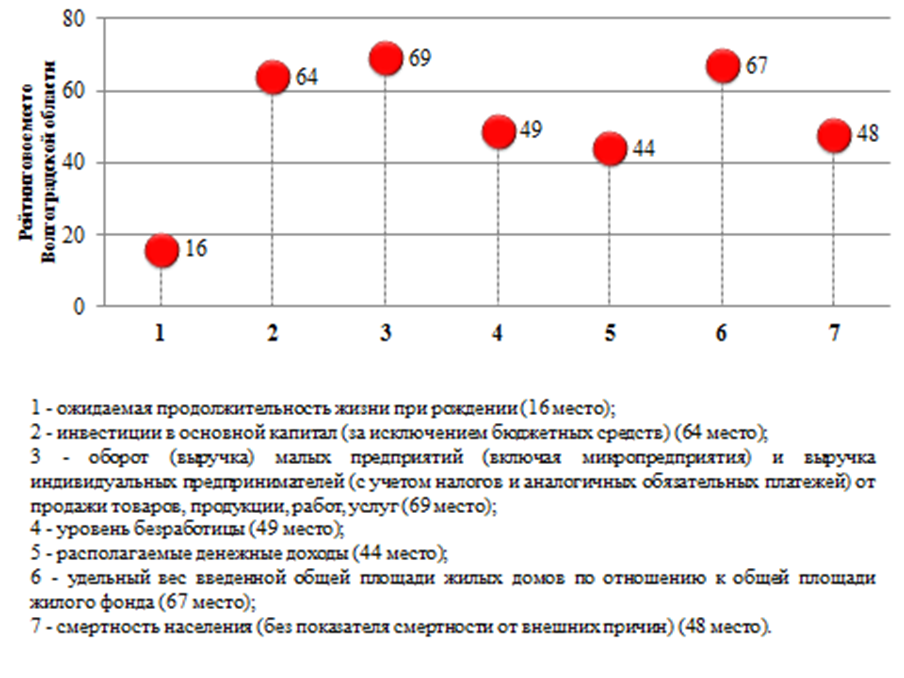 80
69
67
64
60
49
48
44
40
20
16
0
Рейтинговое место
Волгоградской области
1 2 3 4 5 6 7
1 - ожидаемая продолжительность жизни при рождении (16 место);
2 - инвестиции в основной капитал (за исключением бюджетных средств) (64 место);
3 - оборот (выручка) малых предприятий (включая микропредприятия) и выручка
индивидуальных предпринимателей (с учетом налогов и аналогичных обязательных платежей) от
продажи товаров, продукции, работ, услуг (69 место);
4 - уровень безработицы (49 место);
5 - располагаемые денежные доходы (44 место);
6 - удельный вес введенной общей площади жилых домов по отношению к общей площади
жилого фонда (67 место);
7 - смертность населения (без показателя смертности от внешних причин) (48 место).